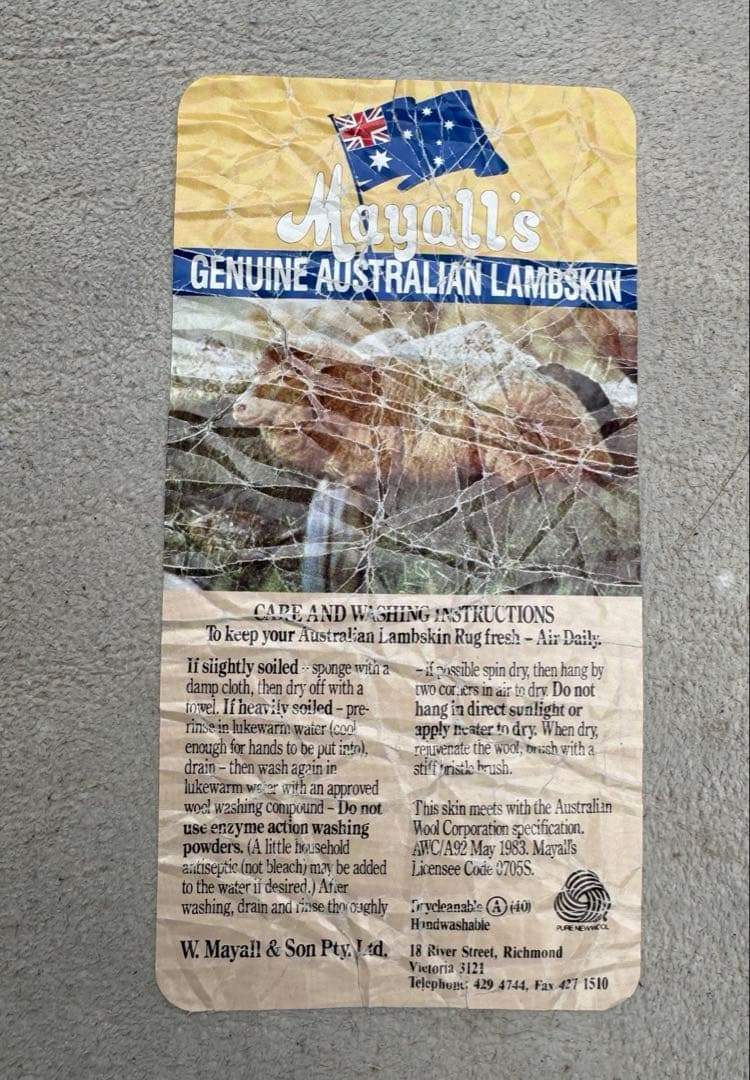 Mayall's
GENUINE AUSTRALIAN LAMBSKIN
CARE AND WASHING INSTRUCTIONS
To keep your Australian Lambskin Rug fresh – Air Daily.
If slightly soiled – sponge with a
damp cloth, then dry off with a
towel. If heavily soiled – pre-
rinse in lukewarm water (cool
enough for hands to be put into),
drain – then wash again in
lukewarm water with an approved
wool washing compound – Do not
use enzyme action washing
powders. (A little household
antiseptic (not bleach) may be added
to the water if desired.) After
washing, drain and rinse thoroughly
– if possible spin dry, then hang by
two corners in air to dry. Do not
hang in direct sunlight or
apply heater to dry. When dry,
rejuvenate the wool, brush with a
stiff bristle brush.
This skin meets with the Australian
Wool Corporation specification.
AWC/A92 May 1983. Mayall's
Licensee Code 0705S.
Drycleanable (A) (40)
Handwashable
PURE NEW WOOL
W. Mayall & Son Pty. Ltd.
18 River Street, Richmond
Victoria 3121
Telephone: 429 4744, Fax 427 1510